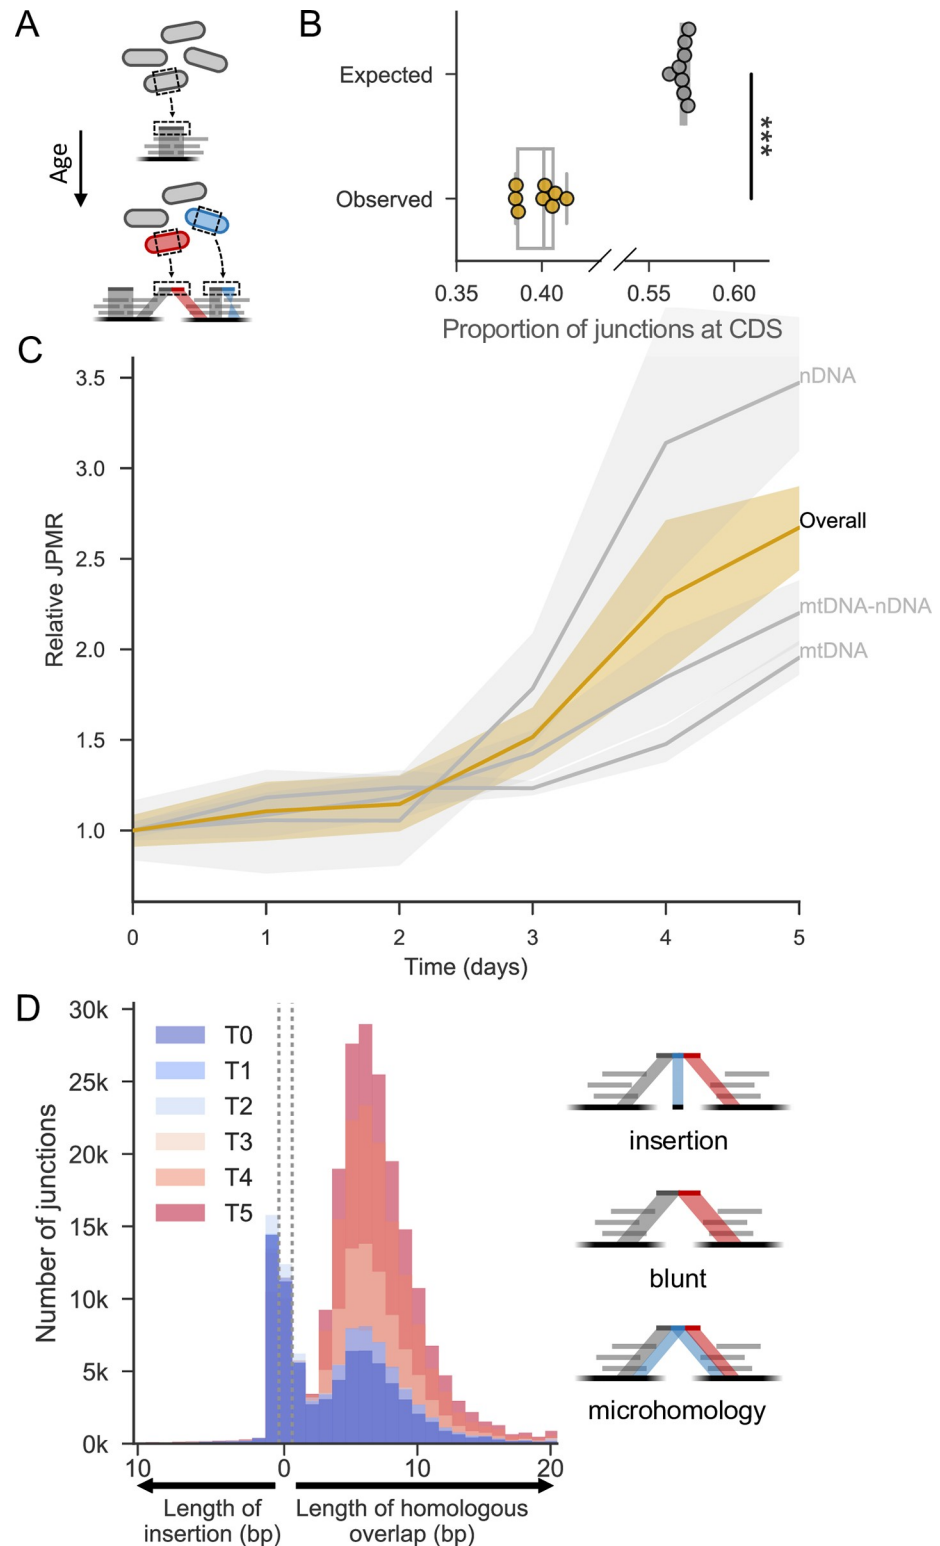 A
Age
B
Expected
Observed
***
0.35
0.40
0.55
0.60
Proportion of junctions at CDS
C
3.5
3.0
2.5
2.0
1.5
1.0
Relative JPMR
nDNA
Overall
mtDNA-nDNA
mtDNA
0
1
2
3
4
5
Time (days)
D
30k
25k
20k
15k
10k
5k
0k
Number of junctions
T0
T1
T2
T3
T4
T5
10
0
10
20
Length of
insertion (bp)
Length of homologous
overlap (bp)
insertion
blunt
microhomology